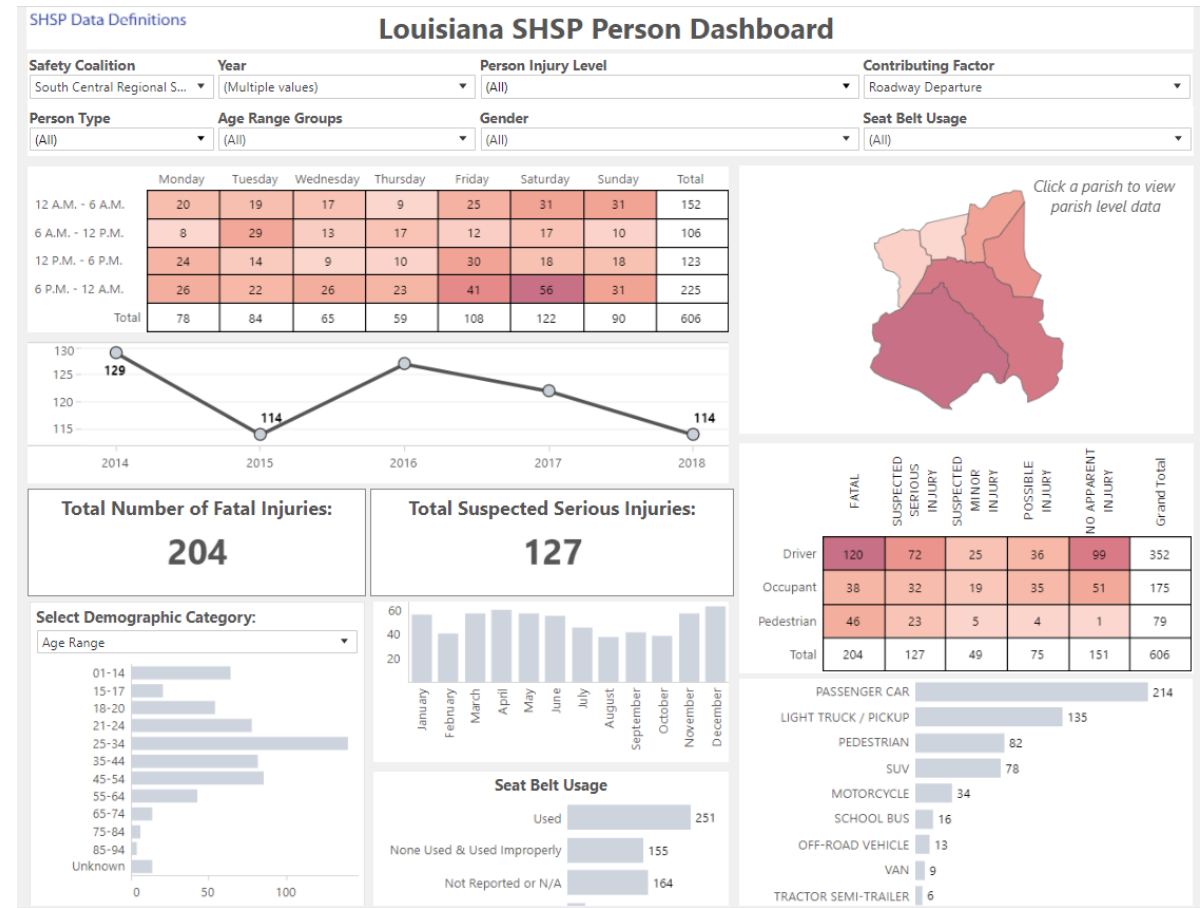 SHSP Data Definitions
Louisiana SHSP Person Dashboard
Safety Coalition Year Person Injury Level Contributing Factor
South Central Regional S... (Multiple values) (All) Roadway Departure
Person Type Age Range Groups Gender Seat Belt Usage
(All) (All) (All) (All)
Monday Tuesday Wednesday Thursday Friday Saturday Sunday Total
12 A.M. - 6 A.M. 20 19 17 9 25 31 31 152
6 A.M. - 12 P.M. 8 29 13 17 12 17 10 106
12 P.M. - 6 P.M. 24 14 9 10 30 18 18 123
6 P.M. - 12 A.M. 26 22 26 23 41 56 31 225
Total 78 84 65 59 108 122 90 606
Click a parish to view
parish level data
130
125
120
115
129
114
114
2014 2015 2016 2017 2018
FATAL
SUSPECTED
SERIOUS
INJURY
SUSPECTED
MINOR
INJURY
POSSIBLE
INJURY
NO APPARENT
INJURY
Grand Total
Driver 120 72 25 36 99 352
Occupant 38 32 19 35 51 175
Pedestrian 46 23 5 4 1 79
Total 204 127 49 75 151 606
Total Number of Fatal Injuries:
204
Total Suspected Serious Injuries:
127
Select Demographic Category:
Age Range
01-14
15-17
18-20
21-24
25-34
35-44
45-54
55-64
65-74
75-84
85-94
Unknown
0 50 100
60
40
20
January
February
March
April
May
June
July
August
September
October
November
December
Seat Belt Usage
Used 251
None Used & Used Improperly 155
Not Reported or N/A 164
PASSENGER CAR 214
LIGHT TRUCK / PICKUP 135
PEDESTRIAN 82
SUV 78
MOTORCYCLE 34
SCHOOL BUS 16
OFF-ROAD VEHICLE 13
VAN 9
TRACTOR SEMI-TRAILER 6